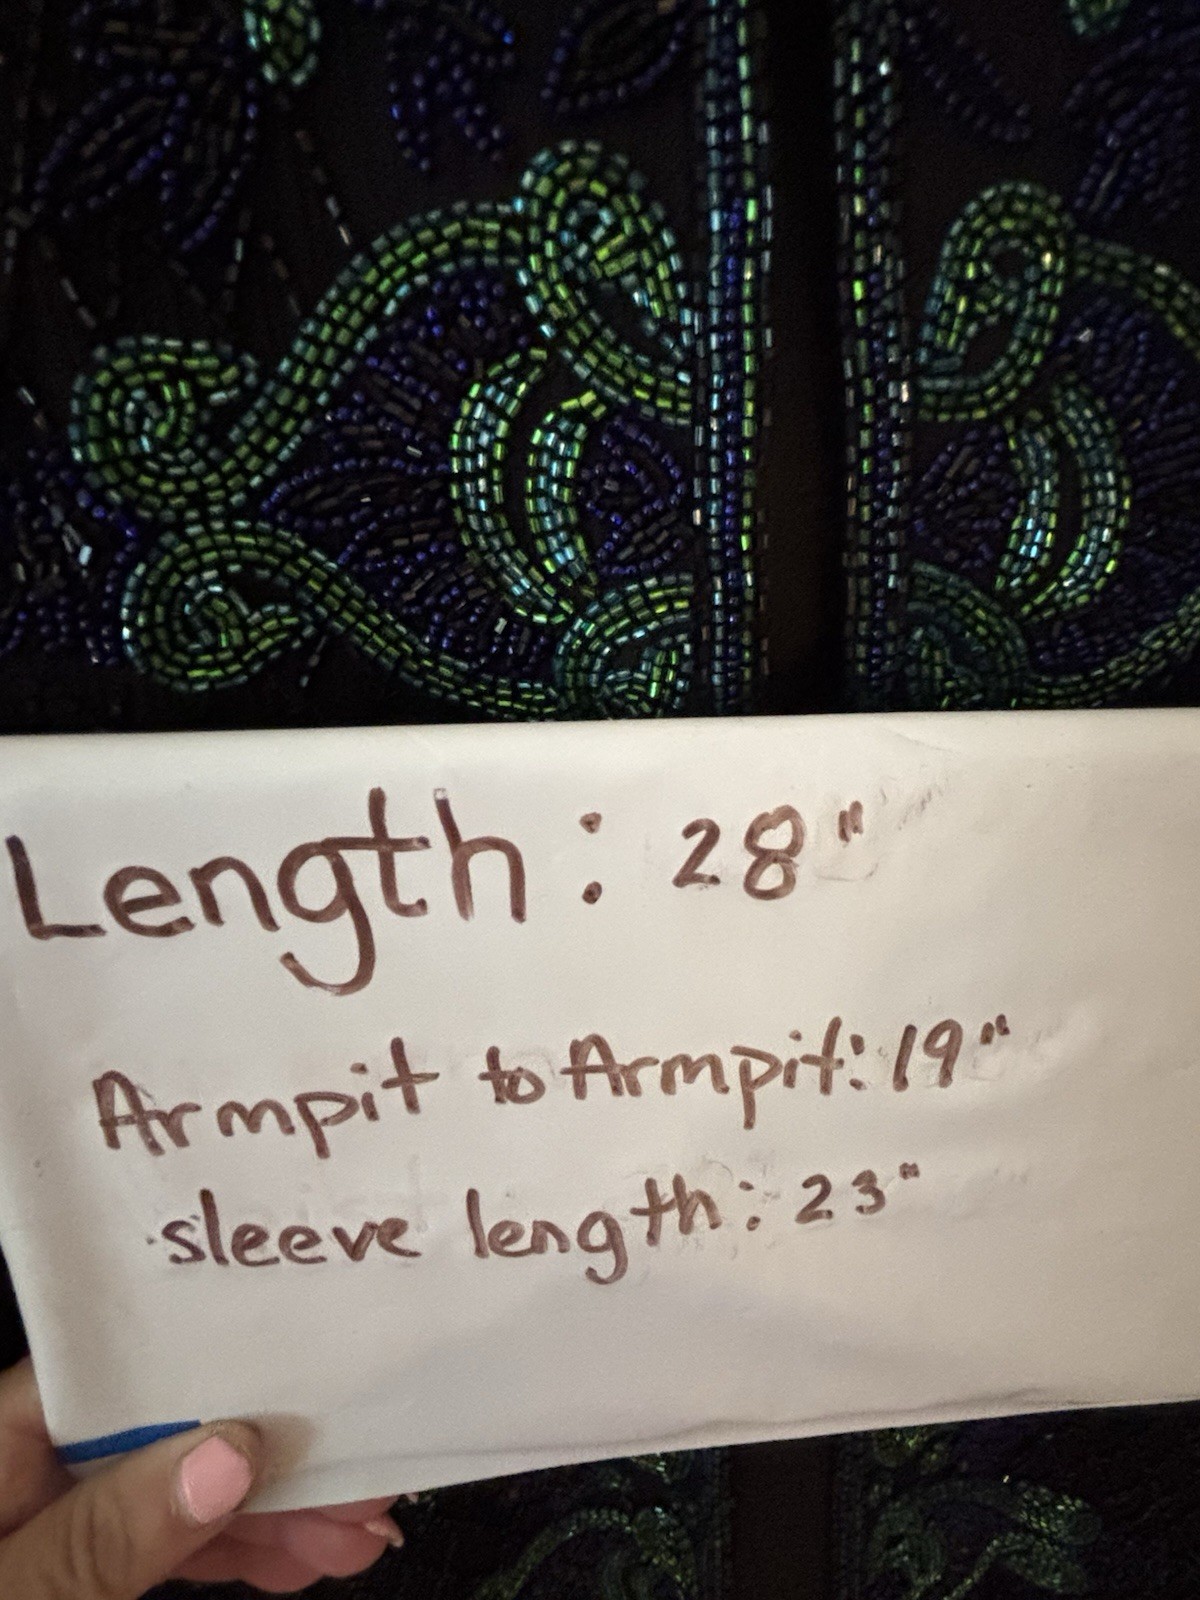 Length: 28"
Armpit to Armpit: 19"
sleeve length: 23"